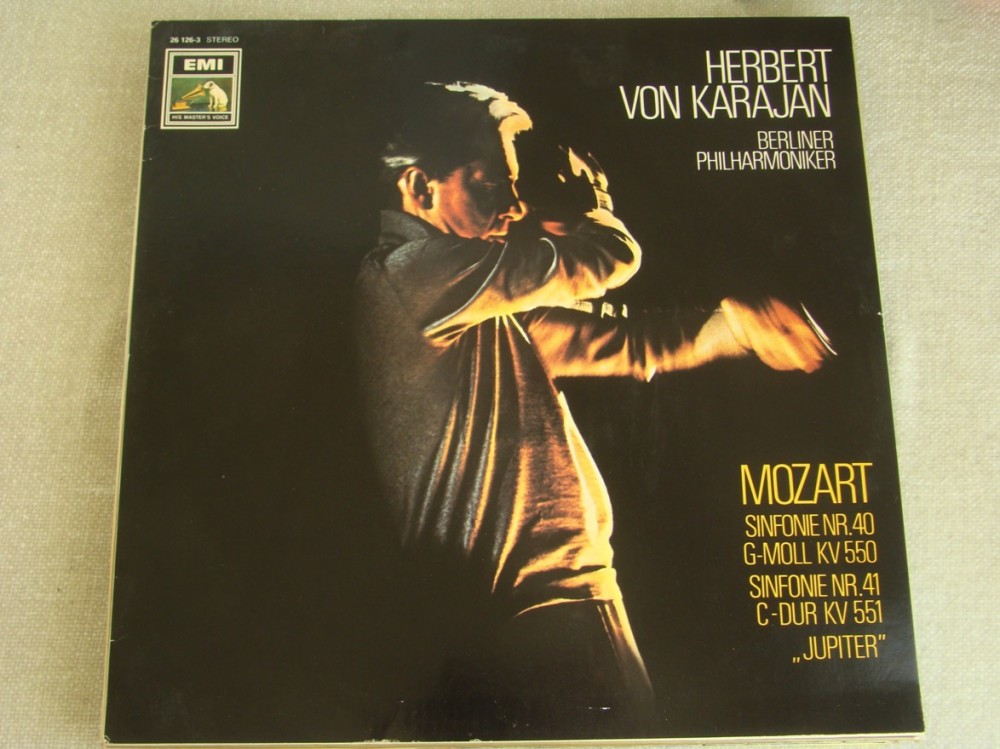 26 126-3 STEREO
EMI
HIS MASTER'S VOICE
HERBERT
VON KARAJAN
BERLINER
PHILHARMONIKER
MOZART
SINFONIE NR.40
G-MOLL KV 550
SINFONIE NR.41
C-DUR KV 551
„JUPITER”